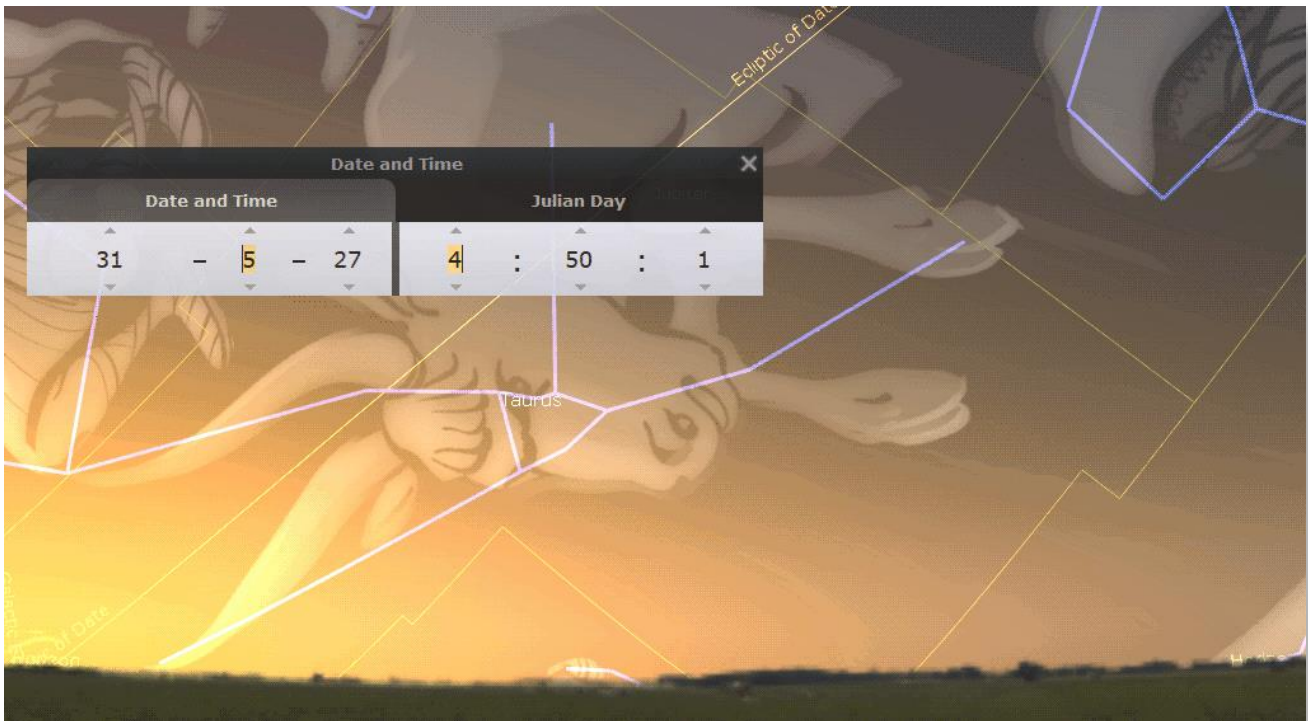 Ecliptic of Date
Date and Time
Date and Time
Julian Day
31 – 5 – 27
4 : 50 : 1
Taurus
of Date